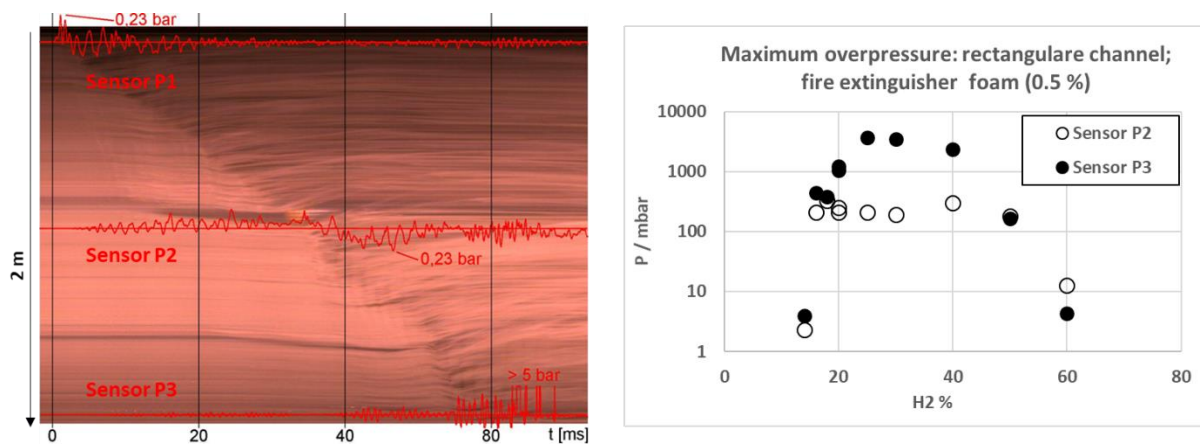 0,23 bar
Sensor P1
Sensor P2
0,23 bar
2 m
Sensor P3
> 5 bar
0
20
40
60
80
t [ms]
Maximum overpressure: rectangulare channel;
fire extinguisher foam (0.5 %)
P / mbar
10000
1000
100
10
1
Sensor P2
Sensor P3
0
20
40
60
80
H2 %